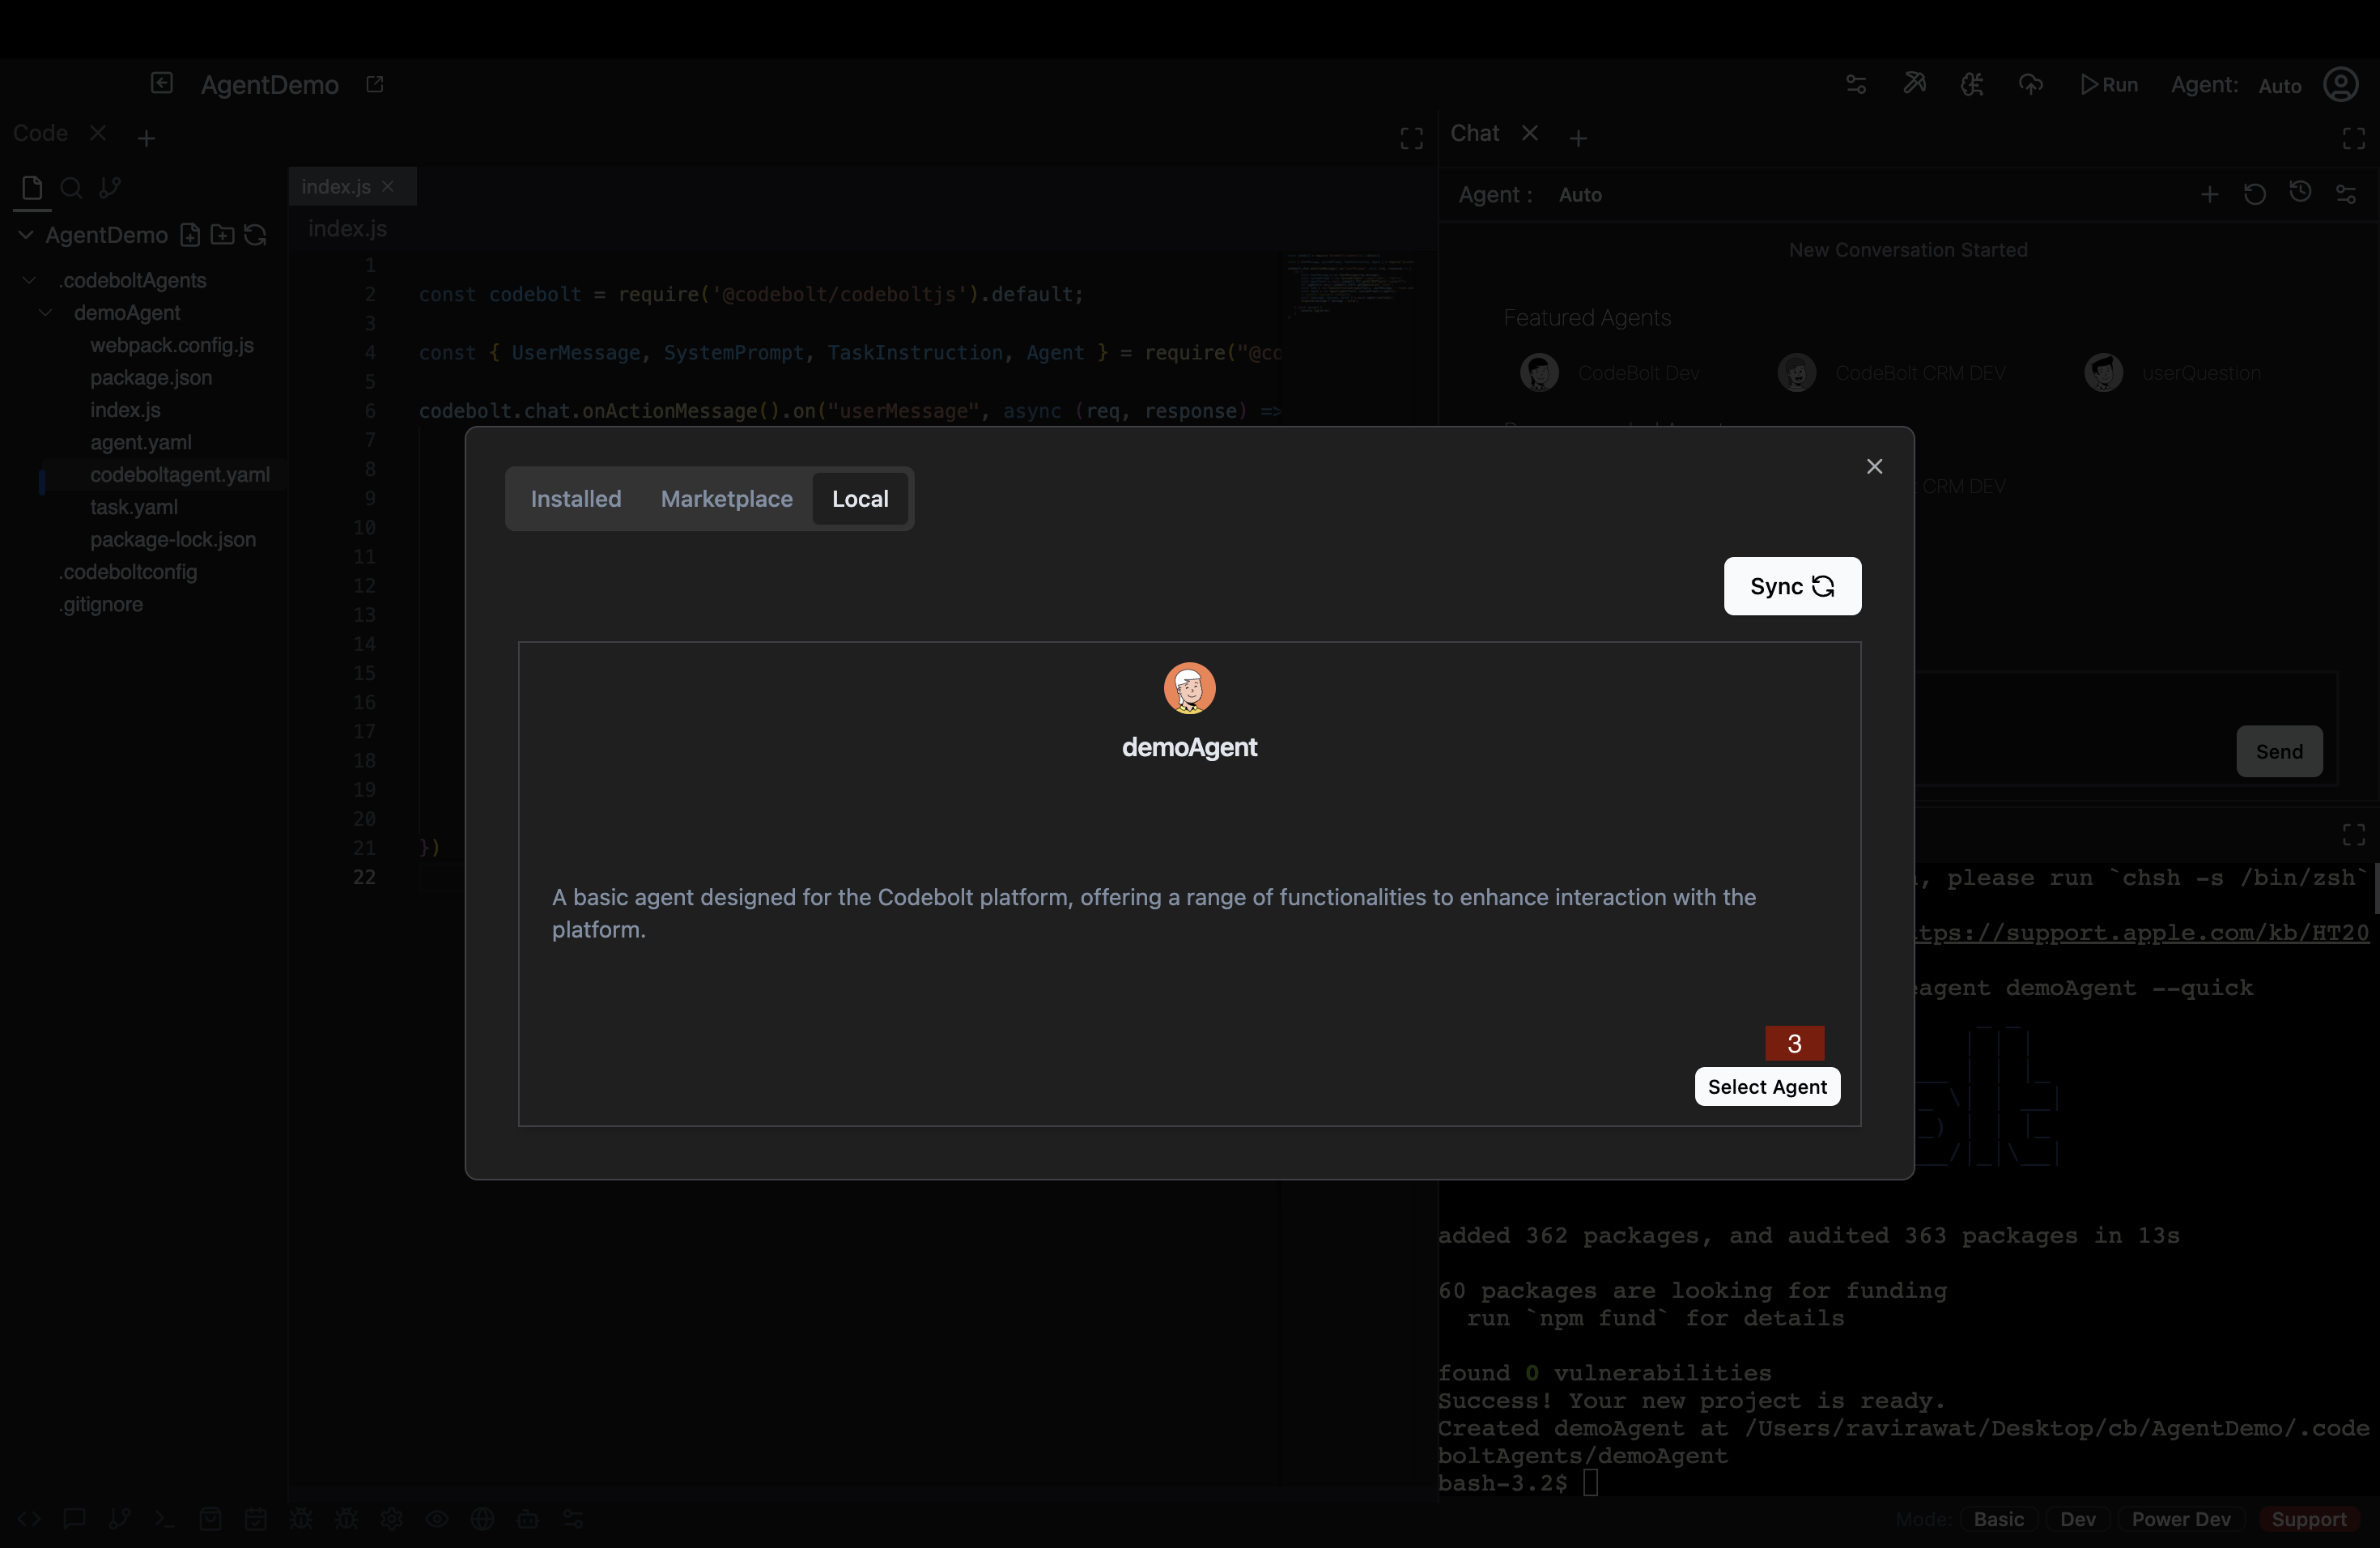 AgentDemo
Run
Agent: Auto
Code
index.js
AgentDemo
.codeboltAgents
demoAgent
webpack.config.js
package.json
index.js
agent.yaml
codeboltagent.yaml
task.yaml
package-lock.json
.codeboltconfig
.gitignore
index.js
1
2 const codebolt = require('@codebolt/codeboltjs').default;
3
4 const { UserMessage, SystemPrompt, TaskInstruction, Agent } = require("@co
5
6 codebolt.chat.onActionMessage().on("userMessage", async (req, response) =>
7
8
9
10
11
12
13
14
15
16
17
18
19
20
21 })
22
Chat
Agent : Auto
New Conversation Started
Featured Agents
CodeBolt Dev
CodeBolt CRM DEV
userQuestion
CRM DEV
Send
Installed
Marketplace
Local
Sync
demoAgent
A basic agent designed for the Codebolt platform, offering a range of functionalities to enhance interaction with the
platform.
3
Select Agent
, please run `chsh -s /bin/zsh`
tps://support.apple.com/kb/HT20
agent demoAgent --quick
added 362 packages, and audited 363 packages in 13s
60 packages are looking for funding
run `npm fund` for details
found 0 vulnerabilities
Success! Your new project is ready.
Created demoAgent at /Users/ravirawat/Desktop/cb/AgentDemo/.code
boltAgents/demoAgent
bash-3.2$
Mode: Basic Dev Power Dev Support